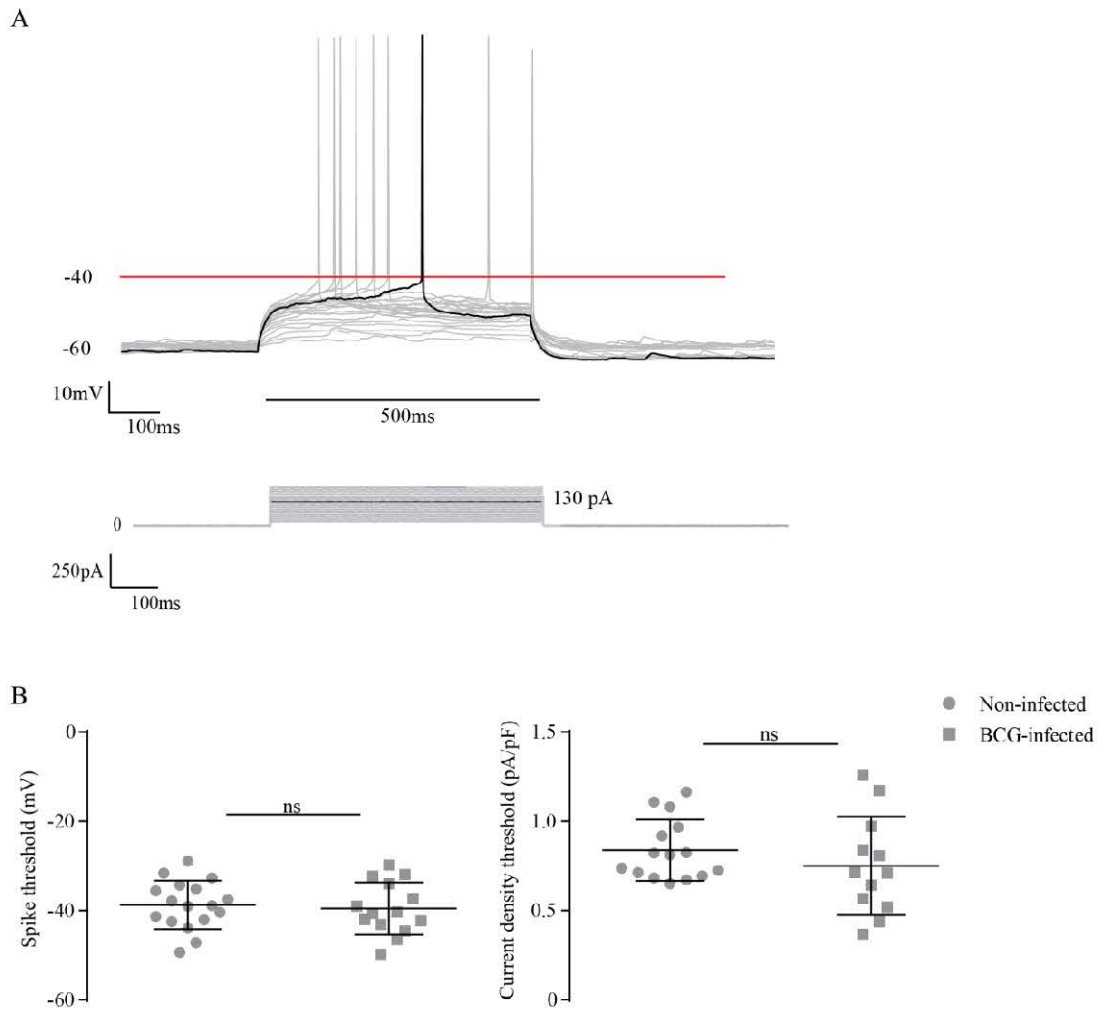 A
-40
-60
10mV
100ms
500ms
130 pA
0
250pA
100ms
B
Non-infected
BCG-infected
0
-20
-40
-60
Spike threshold (mV)
ns
1.5
1.0
0.5
0
Current density threshold (pA/pF)
ns